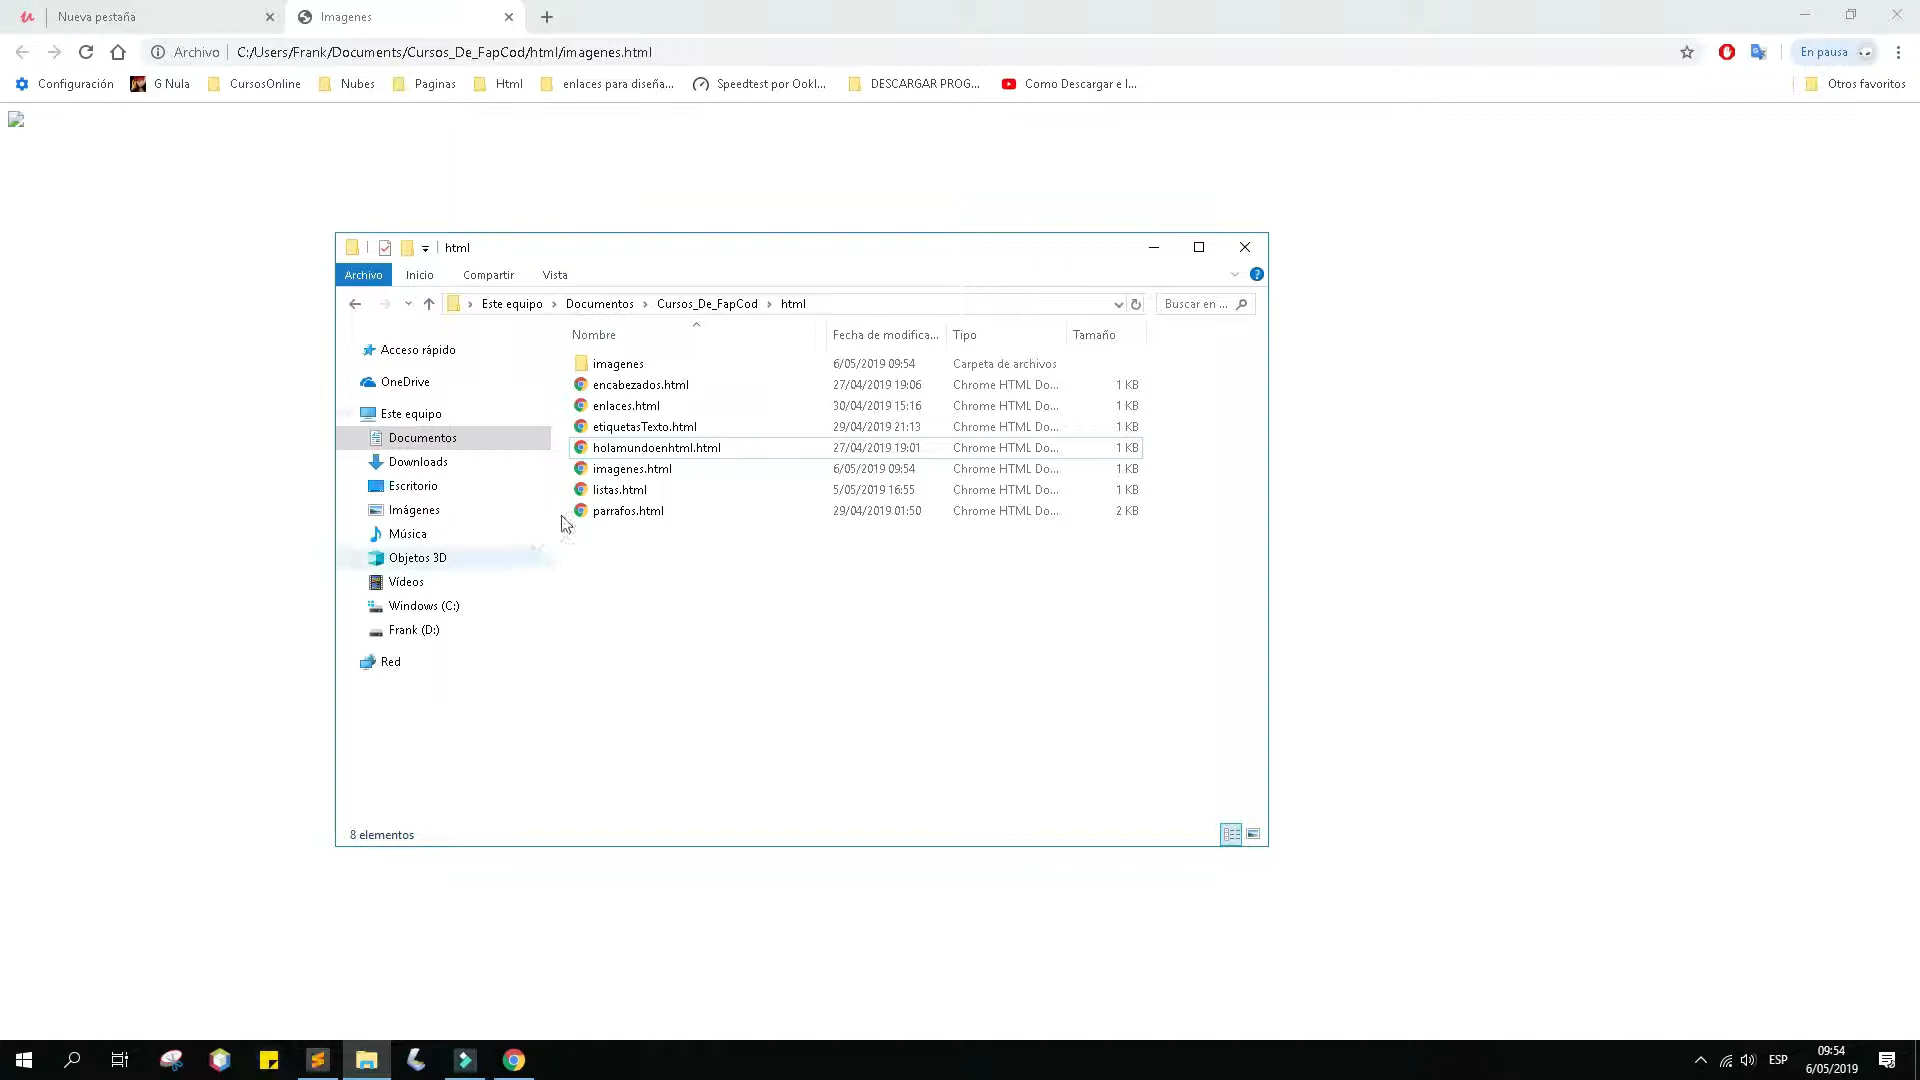 Nueva pestaña
Imagenes
Archivo C:/Users/Frank/Documents/Cursos_De_FapCod/html/imagenes.html
En pausa
Configuración G Nula CursosOnline Nubes Paginas Html enlaces para diseña... Speedtest por Ookl... DESCARGAR PROG... Como Descargar e I... Otros favoritos
html
Archivo Inicio Compartir Vista
Este equipo Documentos Cursos_De_FapCod html Buscar en ...
Nombre Fecha de modifica... Tipo Tamaño
Acceso rápido
OneDrive
Este equipo
Documentos
Downloads
Escritorio
Imágenes
Música
Objetos 3D
Vídeos
Windows (C:)
Frank (D:)
Red
imagenes 6/05/2019 09:54 Carpeta de archivos
encabezados.html 27/04/2019 19:06 Chrome HTML Do... 1 KB
enlaces.html 30/04/2019 15:16 Chrome HTML Do... 1 KB
etiquetasTexto.html 29/04/2019 21:13 Chrome HTML Do... 1 KB
holamundoenhtml.html 27/04/2019 19:01 Chrome HTML Do... 1 KB
imagenes.html 6/05/2019 09:54 Chrome HTML Do... 1 KB
listas.html 5/05/2019 16:55 Chrome HTML Do... 1 KB
parrafos.html 29/04/2019 01:50 Chrome HTML Do... 2 KB
8 elementos
ESP
09:54
6/05/2019